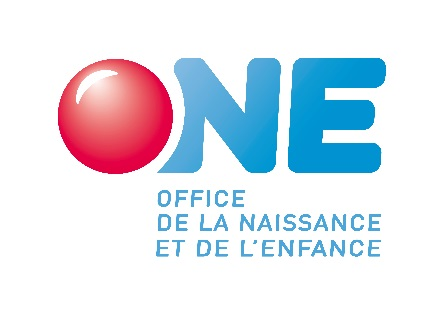 ONE
OFFICE
DE LA NAISSANCE
ET DE L'ENFANCE